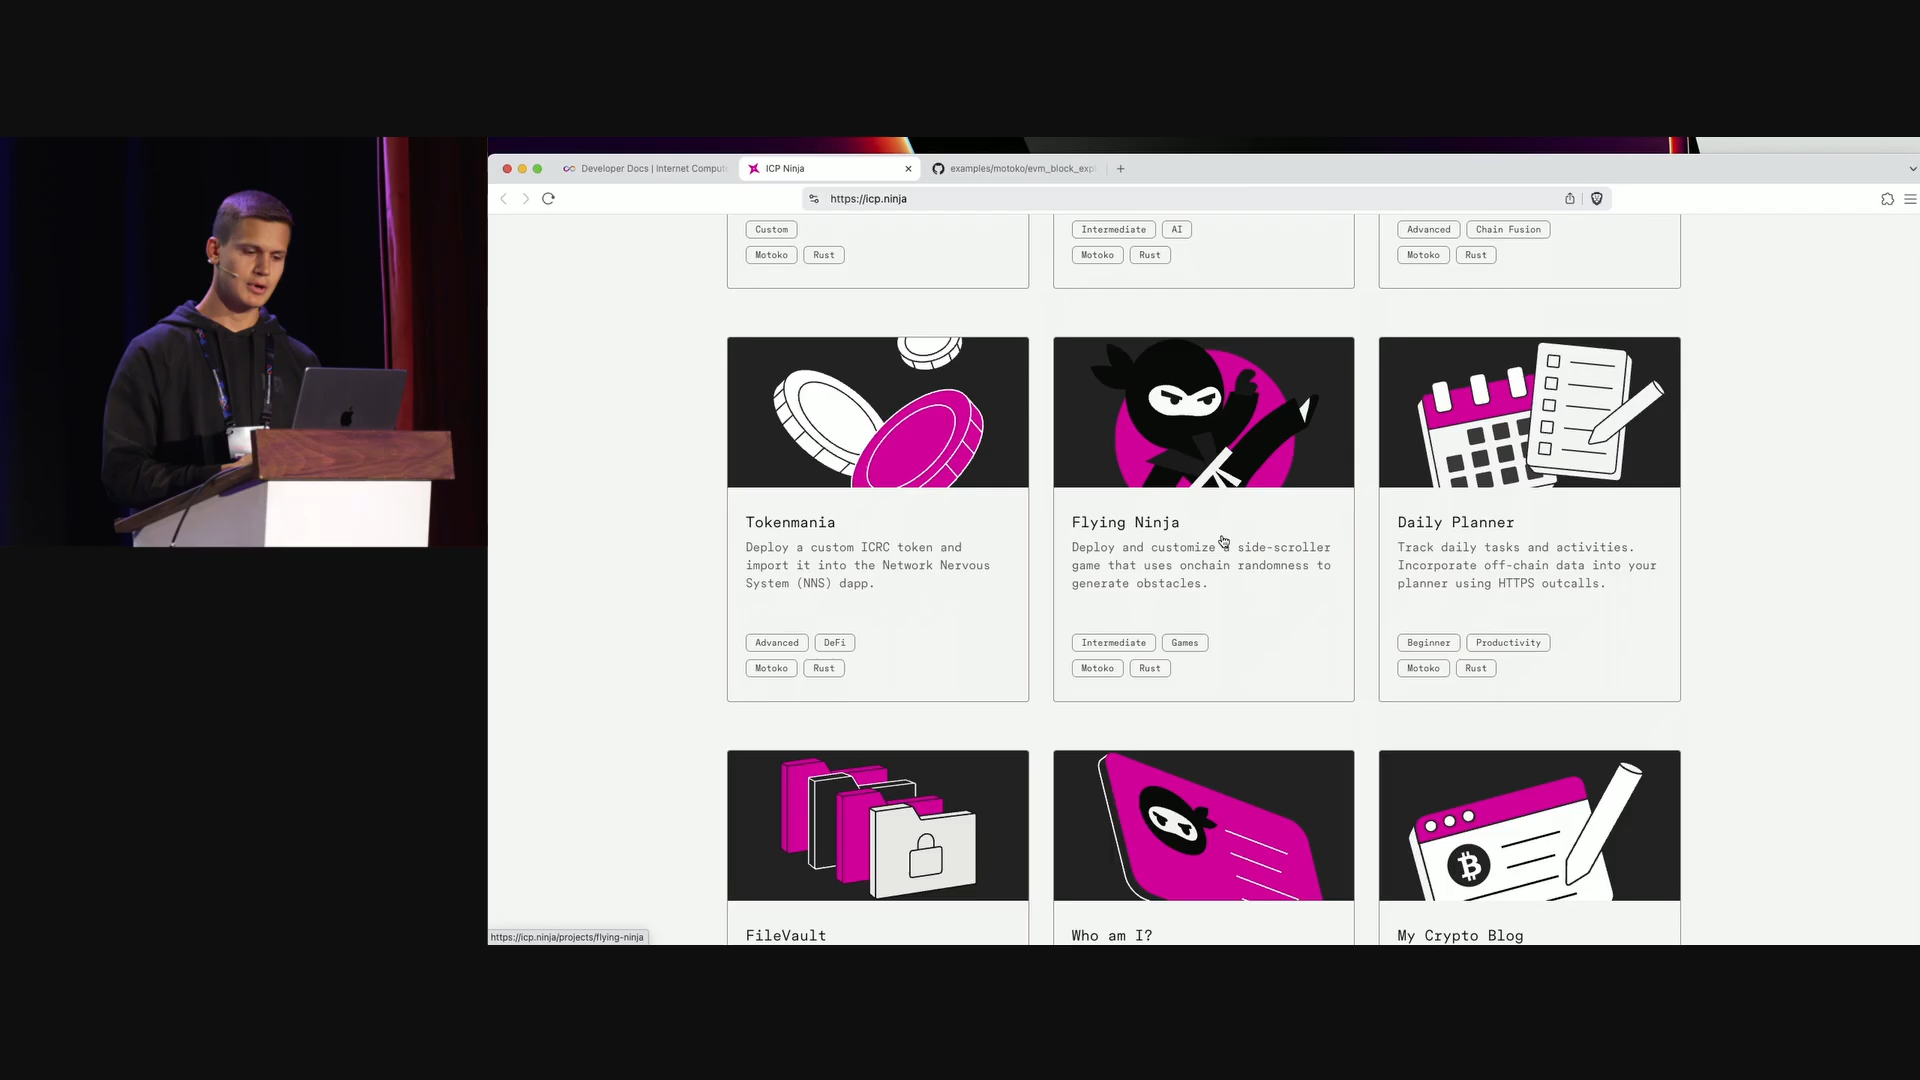 Developer Docs | Internet Comput
ICP Ninja
examples/motoko/evm_block_expl
https://icp.ninja
Custom
Motoko Rust
Intermediate AI
Motoko Rust
Advanced Chain Fusion
Motoko Rust
Tokenmania
Deploy a custom ICRC token and
import it into the Network Nervous
System (NNS) dapp.
Advanced DeFi
Motoko Rust
Flying Ninja
Deploy and customize side-scroller
game that uses onchain randomness to
generate obstacles.
Intermediate Games
Motoko Rust
Daily Planner
Track daily tasks and activities.
Incorporate off-chain data into your
planner using HTTPS outcalls.
Beginner Productivity
Motoko Rust
FileVault
Who am I?
My Crypto Blog
https://icp.ninja/projects/flying-ninja